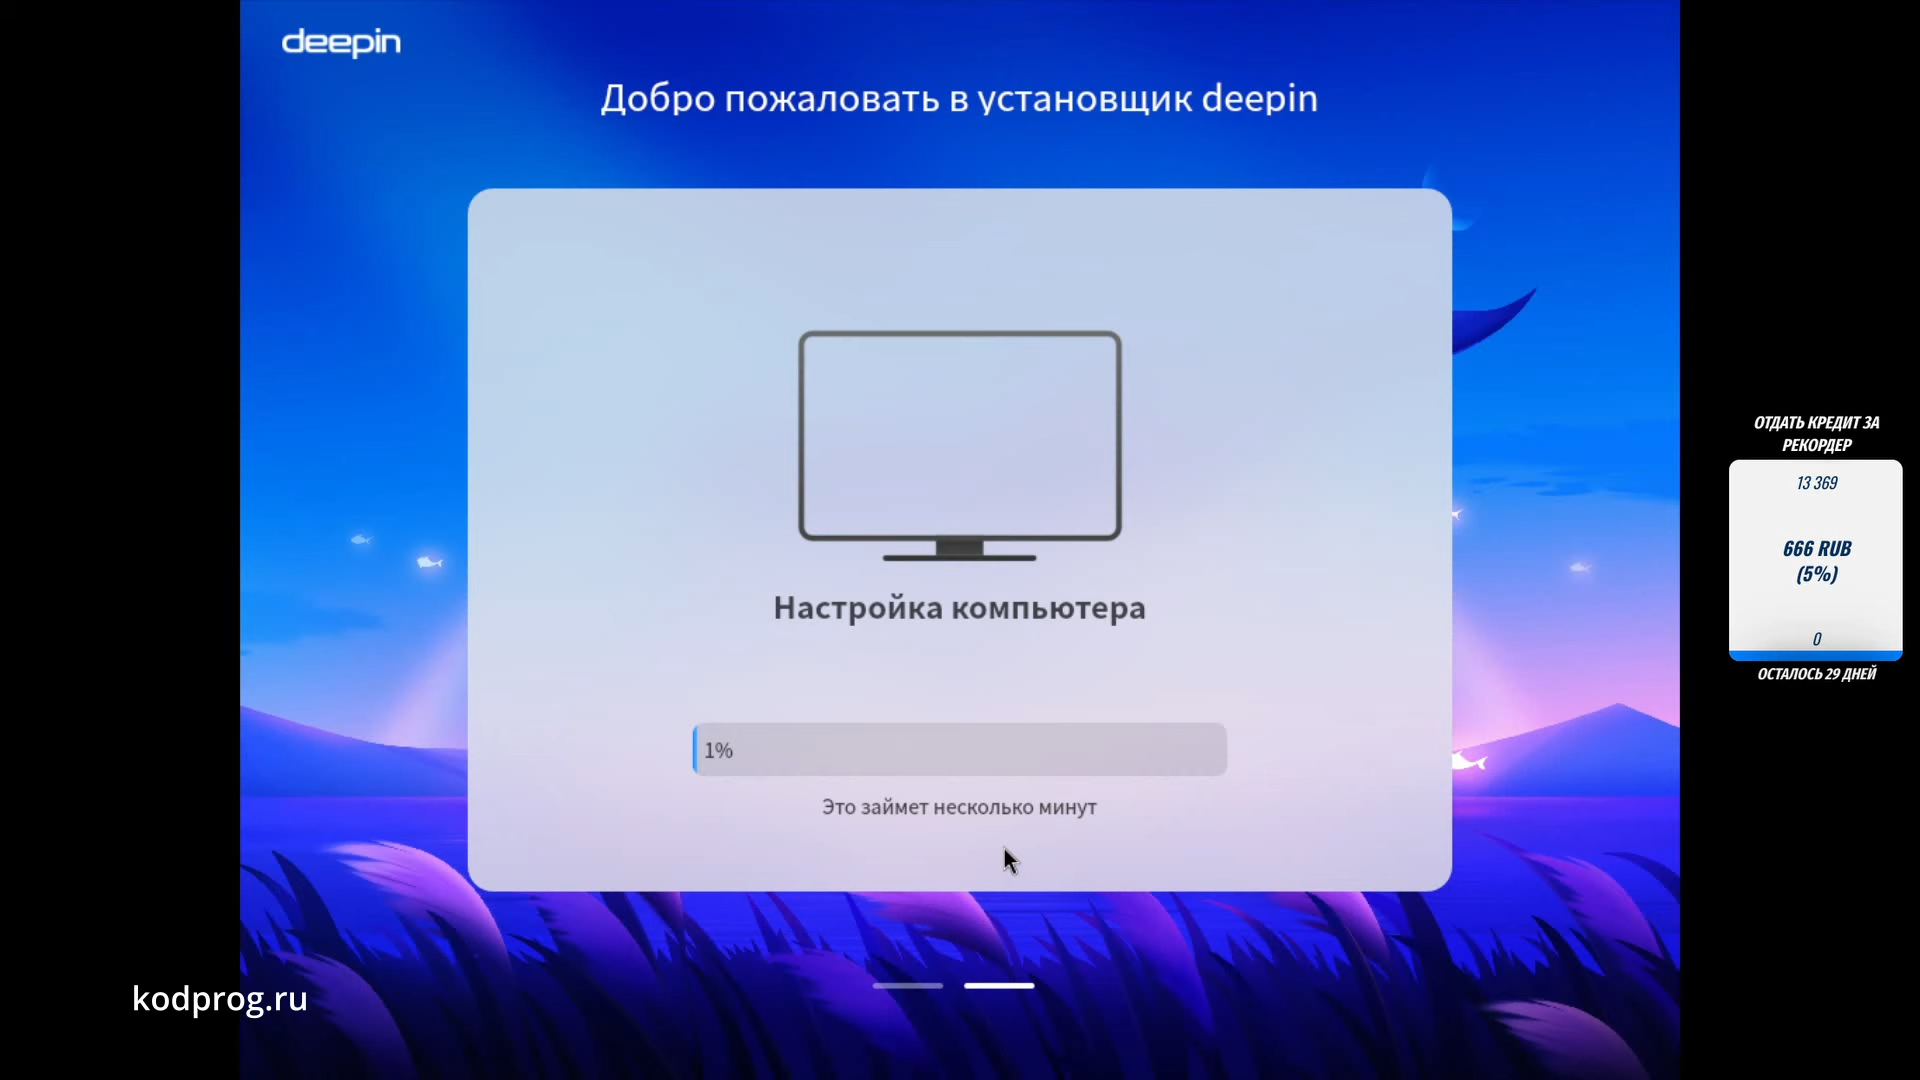 deepin
Добро пожаловать в установщик deepin
Настройка компьютера
1%
Это займет несколько минут
ОТДАТЬ КРЕДИТ ЗА
РЕКОРДЕР
13 369
666 RUB
(5%)
0
ОСТАЛОСЬ 29 ДНЕЙ
kodprog.ru